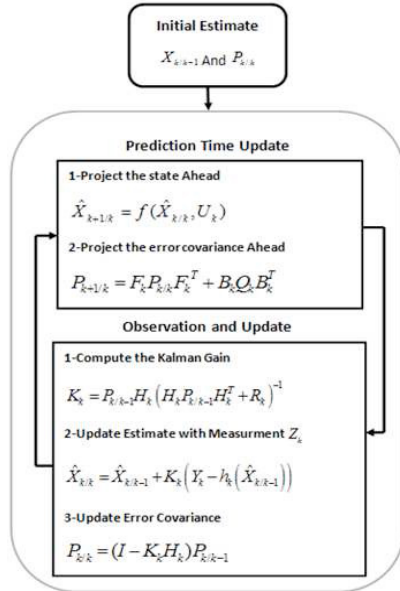 Initial Estimate
X_{k/k-1} And P_{k/k}
Prediction Time Update
1-Project the state Ahead
X̂_{k+1/k} = f(X̂_{k/k}, U_k)
2-Project the error covariance Ahead
P_{k+1/k} = F_k P_{k/k} F_k^T + B_k Q_k B_k^T
Observation and Update
1-Compute the Kalman Gain
K_k = P_{k/k-1} H_k (H_k P_{k/k-1} H_k^T + R_k)^{-1}
2-Update Estimate with Measurment Z_k
X̂_{k/k} = X̂_{k/k-1} + K_k (Y_k - h_k (X̂_{k/k-1}))
3-Update Error Covariance
P_{k/k} = (I - K_k H_k) P_{k/k-1}